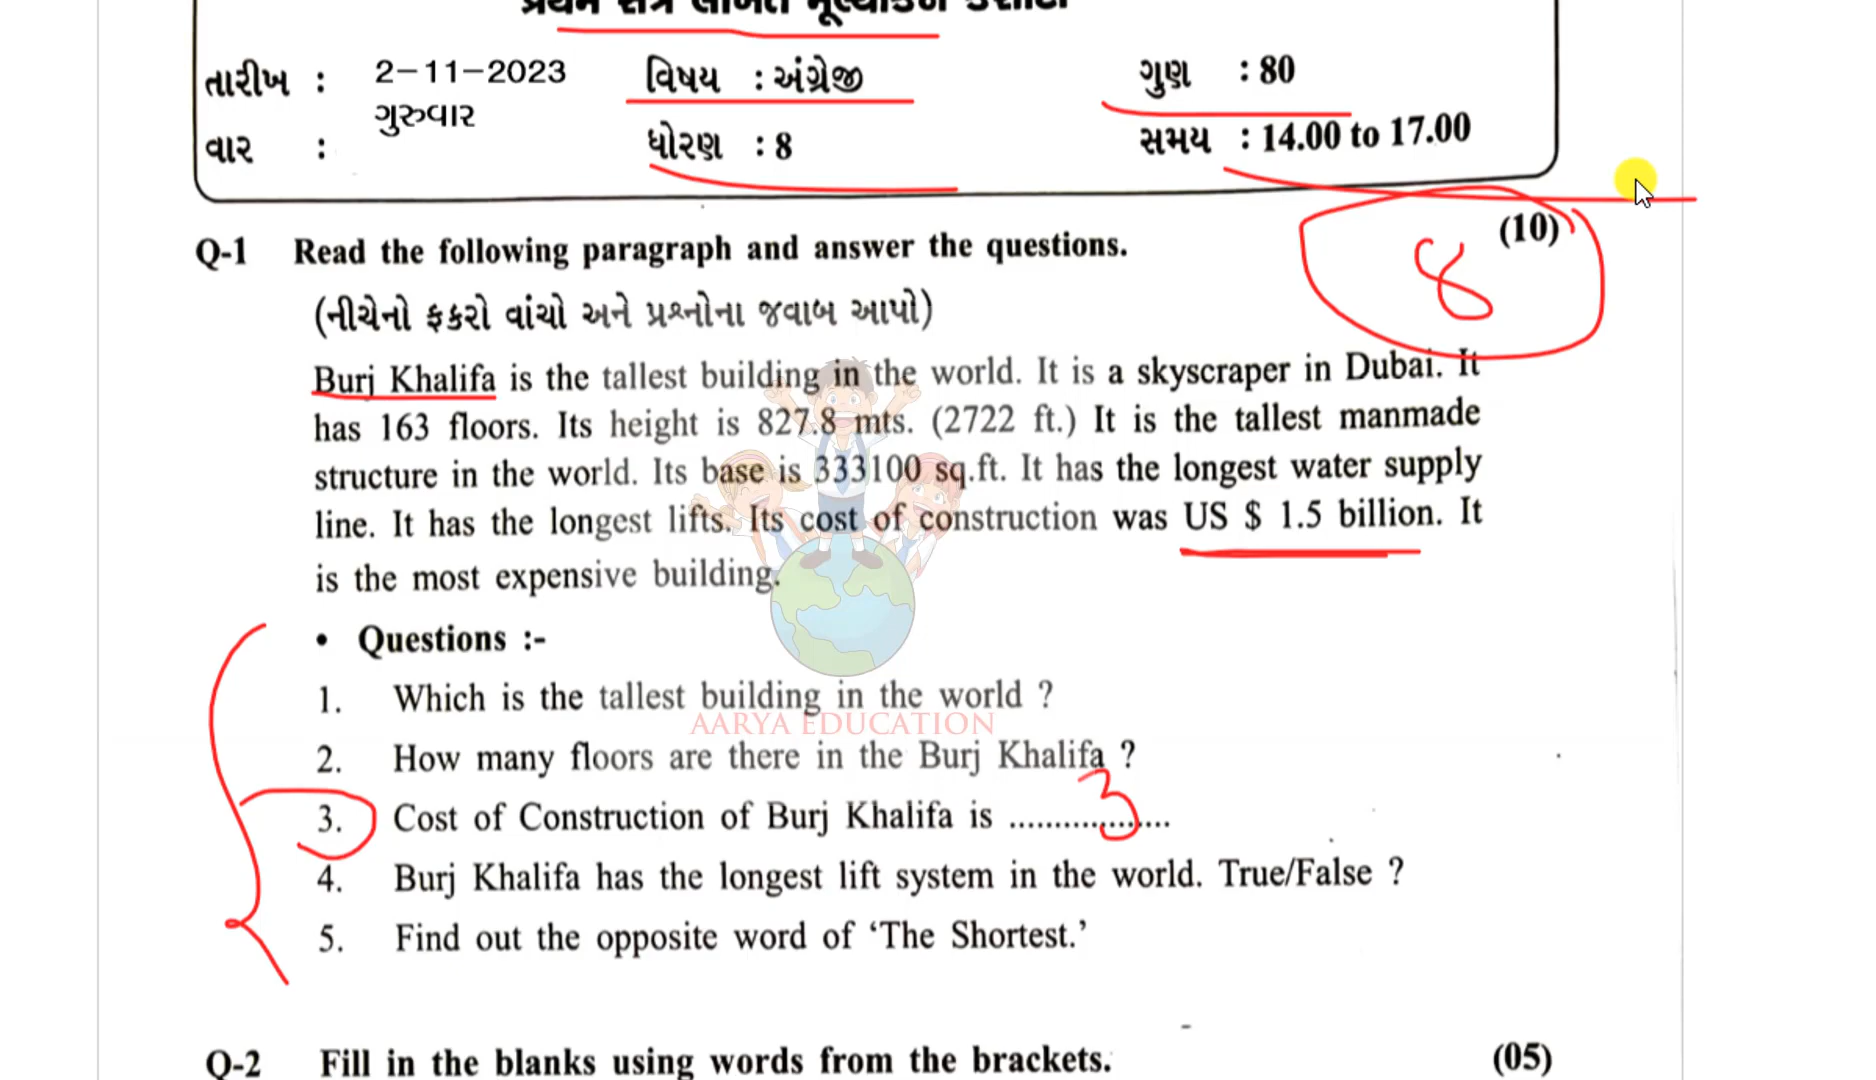 પ્રથમ સત્ર લેખિત મૂલ્યાંકન કસોટી
તારીખ : 2-11-2023 વિષય : અંગ્રેજી ગુણ : 80
ગુરુવાર
વાર : ધોરણ : 8 સમય : 14.00 to 17.00
Q-1 Read the following paragraph and answer the questions. (10)
8
(નીચેનો ફકરો વાંચો અને પ્રશ્નોના જવાબ આપો)
Burj Khalifa is the tallest building in the world. It is a skyscraper in Dubai. It
has 163 floors. Its height is 827.8 mts. (2722 ft.) It is the tallest manmade
structure in the world. Its base is 333100 sq.ft. It has the longest water supply
line. It has the longest lifts. Its cost of construction was US $ 1.5 billion. It
is the most expensive building.
• Questions :-
1. Which is the tallest building in the world ?
AARYA EDUCATION
2. How many floors are there in the Burj Khalifa ?
3. Cost of Construction of Burj Khalifa is ..................
3
4. Burj Khalifa has the longest lift system in the world. True/False ?
5. Find out the opposite word of ‘The Shortest.’
Q-2 Fill in the blanks using words from the brackets. (05)